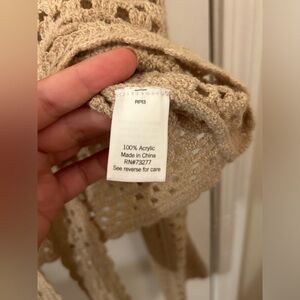 RPB
100% Acrylic
Made in China
RN#73277
See reverse for care